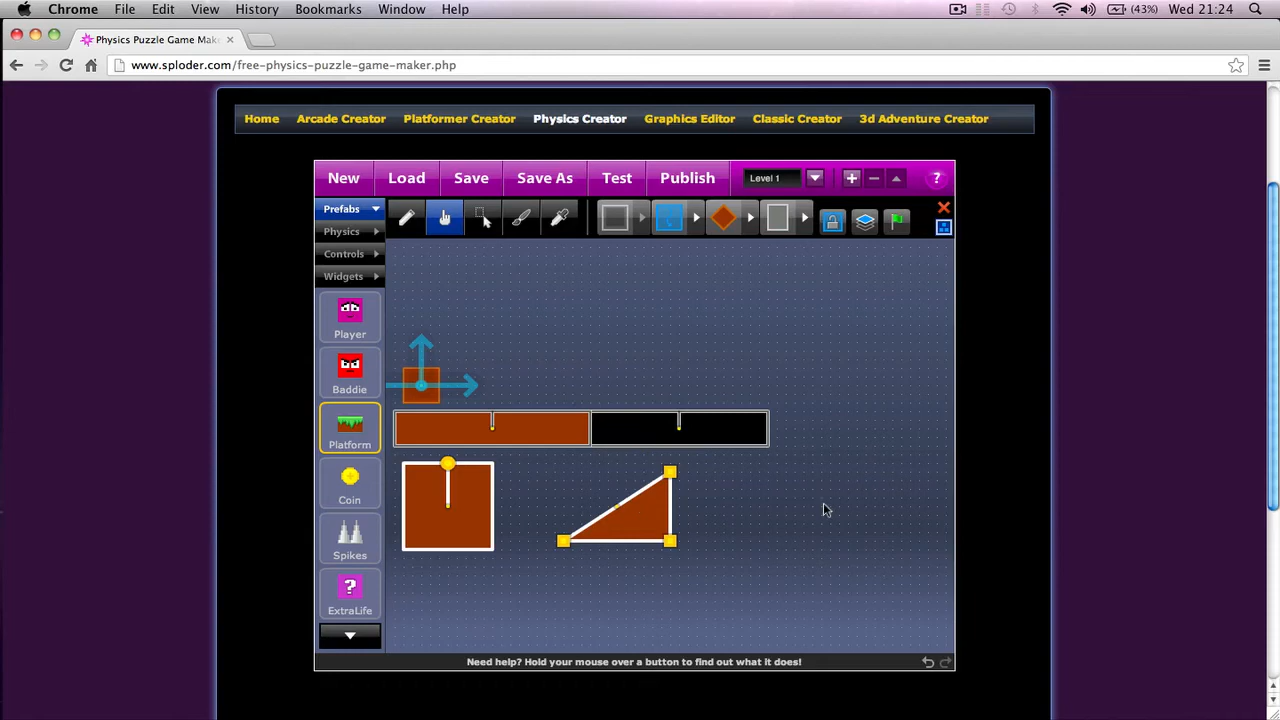 Chrome File Edit View History Bookmarks Window Help (43%) Wed 21:24
Physics Puzzle Game Make
www.sploder.com/free-physics-puzzle-game-maker.php
Home Arcade Creator Platformer Creator Physics Creator Graphics Editor Classic Creator 3d Adventure Creator
New Load Save Save As Test Publish Level 1 + − ?
Prefabs
Physics
Controls
Widgets
Player
Baddie
Platform
Coin
Spikes
?
ExtraLife
Need help? Hold your mouse over a button to find out what it does!